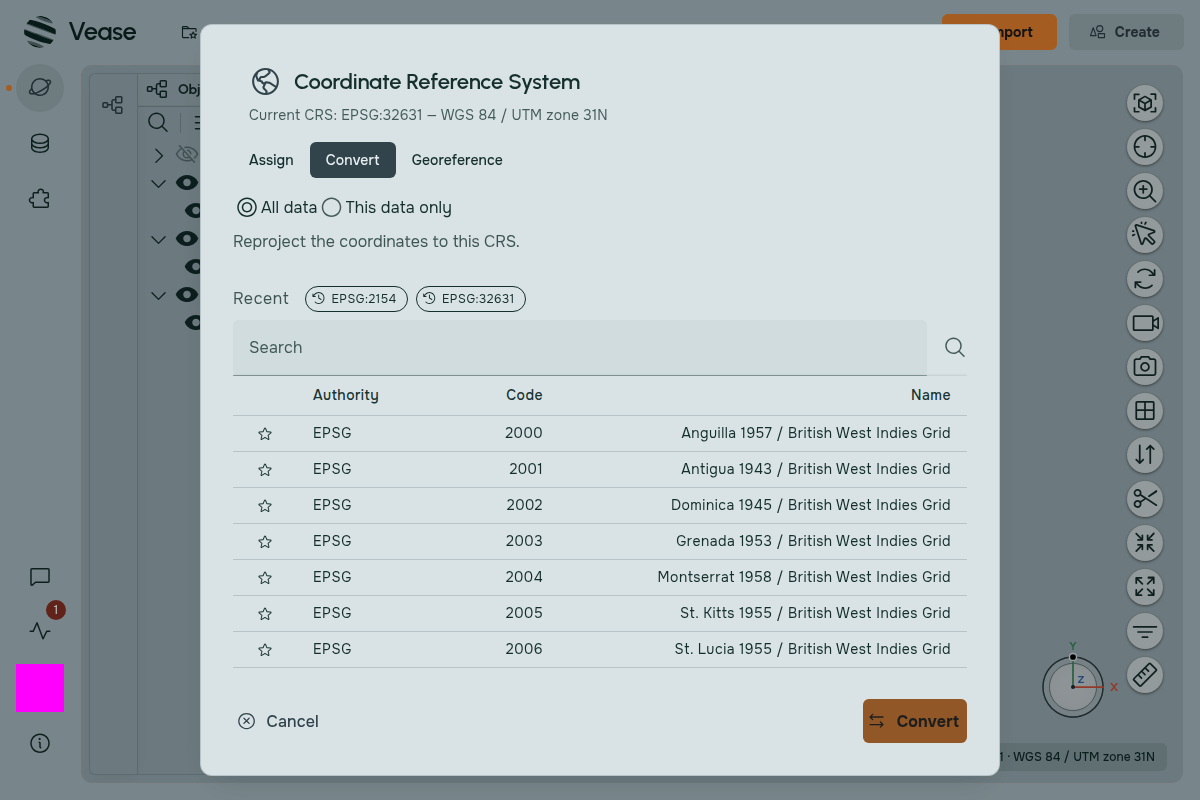 Vease
Create
Coordinate Reference System
Current CRS: EPSG:32631 – WGS 84 / UTM zone 31N
Assign Convert Georeference
All data This data only
Reproject the coordinates to this CRS.
Recent EPSG:2154 EPSG:32631
Search
Authority Code Name
EPSG 2000 Anguilla 1957 / British West Indies Grid
EPSG 2001 Antigua 1943 / British West Indies Grid
EPSG 2002 Dominica 1945 / British West Indies Grid
EPSG 2003 Grenada 1953 / British West Indies Grid
EPSG 2004 Montserrat 1958 / British West Indies Grid
EPSG 2005 St. Kitts 1955 / British West Indies Grid
EPSG 2006 St. Lucia 1955 / British West Indies Grid
1
Y
Z X
Cancel Convert
1 · WGS 84 / UTM zone 31N